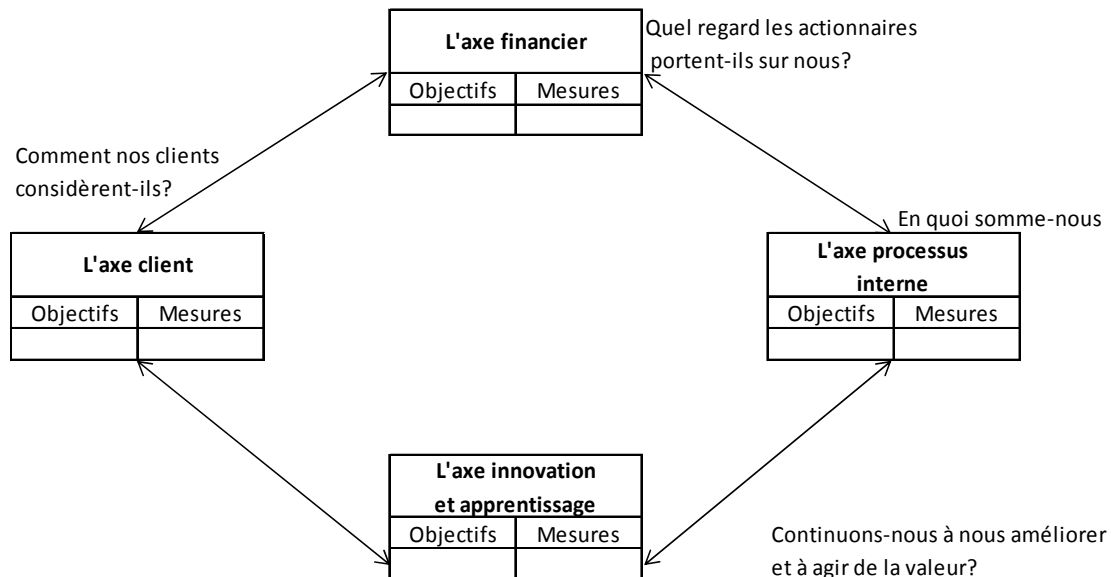 L'axe financier
Quel regard les actionnaires
portent-ils sur nous?
Objectifs Mesures
Comment nos clients
considèrent-ils?
L'axe client
Objectifs Mesures
En quoi somme-nous
L'axe processus
interne
Objectifs Mesures
L'axe innovation
et apprentissage
Objectifs Mesures
Continuons-nous à nous améliorer
et à agir de la valeur?